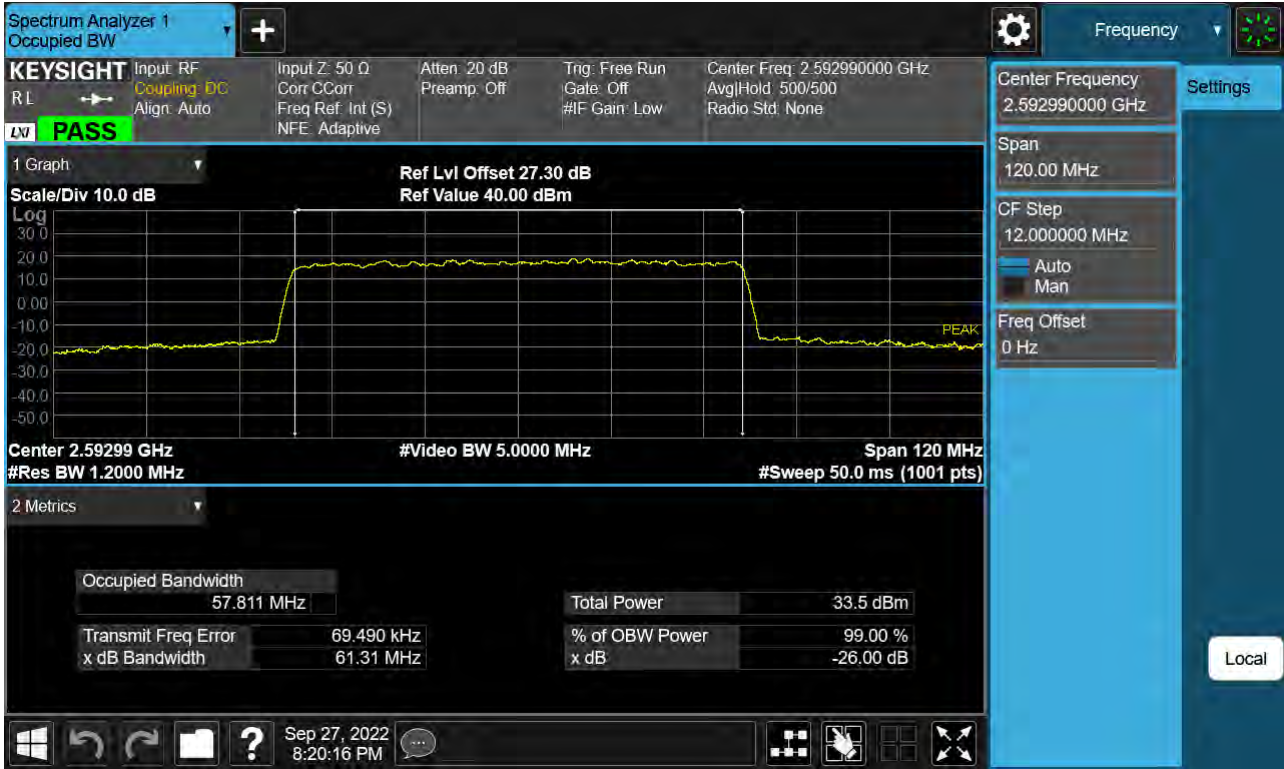 Spectrum Analyzer 1
Occupied BW
Frequency
KEYSIGHT
RL
LXI PASS
Input: RF
Coupling: DC
Align: Auto
Input Z: 50 Ω
Corr CCorr
Freq Ref: Int (S)
NFE: Adaptive
Atten: 20 dB
Preamp: Off
Trig: Free Run
Gate: Off
#IF Gain: Low
Center Freq: 2.592990000 GHz
Avg|Hold: 500/500
Radio Std: None
Center Frequency
2.592990000 GHz
Settings
Span
120.00 MHz
CF Step
12.000000 MHz
Auto
Man
Freq Offset
0 Hz
Local
1 Graph
Scale/Div 10.0 dB
Ref Lvl Offset 27.30 dB
Ref Value 40.00 dBm
Log
30.0
20.0
10.0
0.00
-10.0
-20.0
-30.0
-40.0
-50.0
PEAK
Center 2.59299 GHz
#Video BW 5.0000 MHz
Span 120 MHz
#Res BW 1.2000 MHz
#Sweep 50.0 ms (1001 pts)
2 Metrics
Occupied Bandwidth
57.811 MHz
Total Power 33.5 dBm
Transmit Freq Error 69.490 kHz
% of OBW Power 99.00 %
x dB Bandwidth 61.31 MHz
x dB -26.00 dB
?
Sep 27, 2022
8:20:16 PM